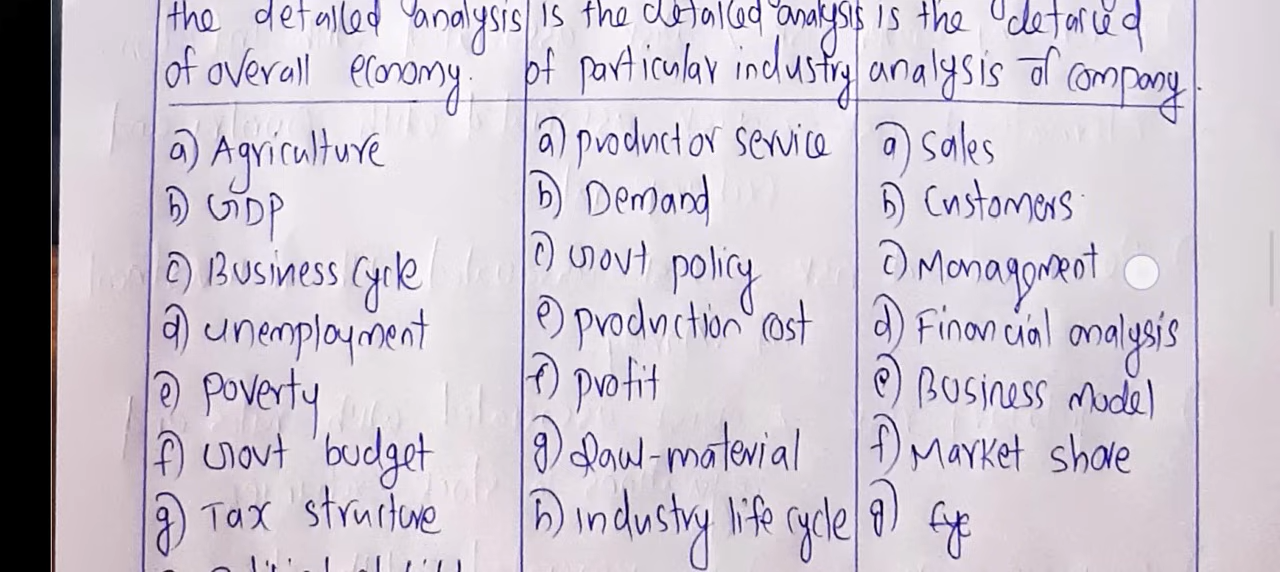 the detailed analysis is the detailed analysis is the detailed
of overall economy. of particular industry analysis of company.
a) Agriculture
b) GDP
c) Business cycle
d) unemployment
e) poverty
f) Govt budget
g) Tax structure
a) product or service
b) Demand
c) Govt policy
e) production cost
f) profit
g) Raw-material
h) industry life cycle
a) Sales
b) Customers
c) Management
d) Financial analysis
e) Business Model
f) Market share
g)